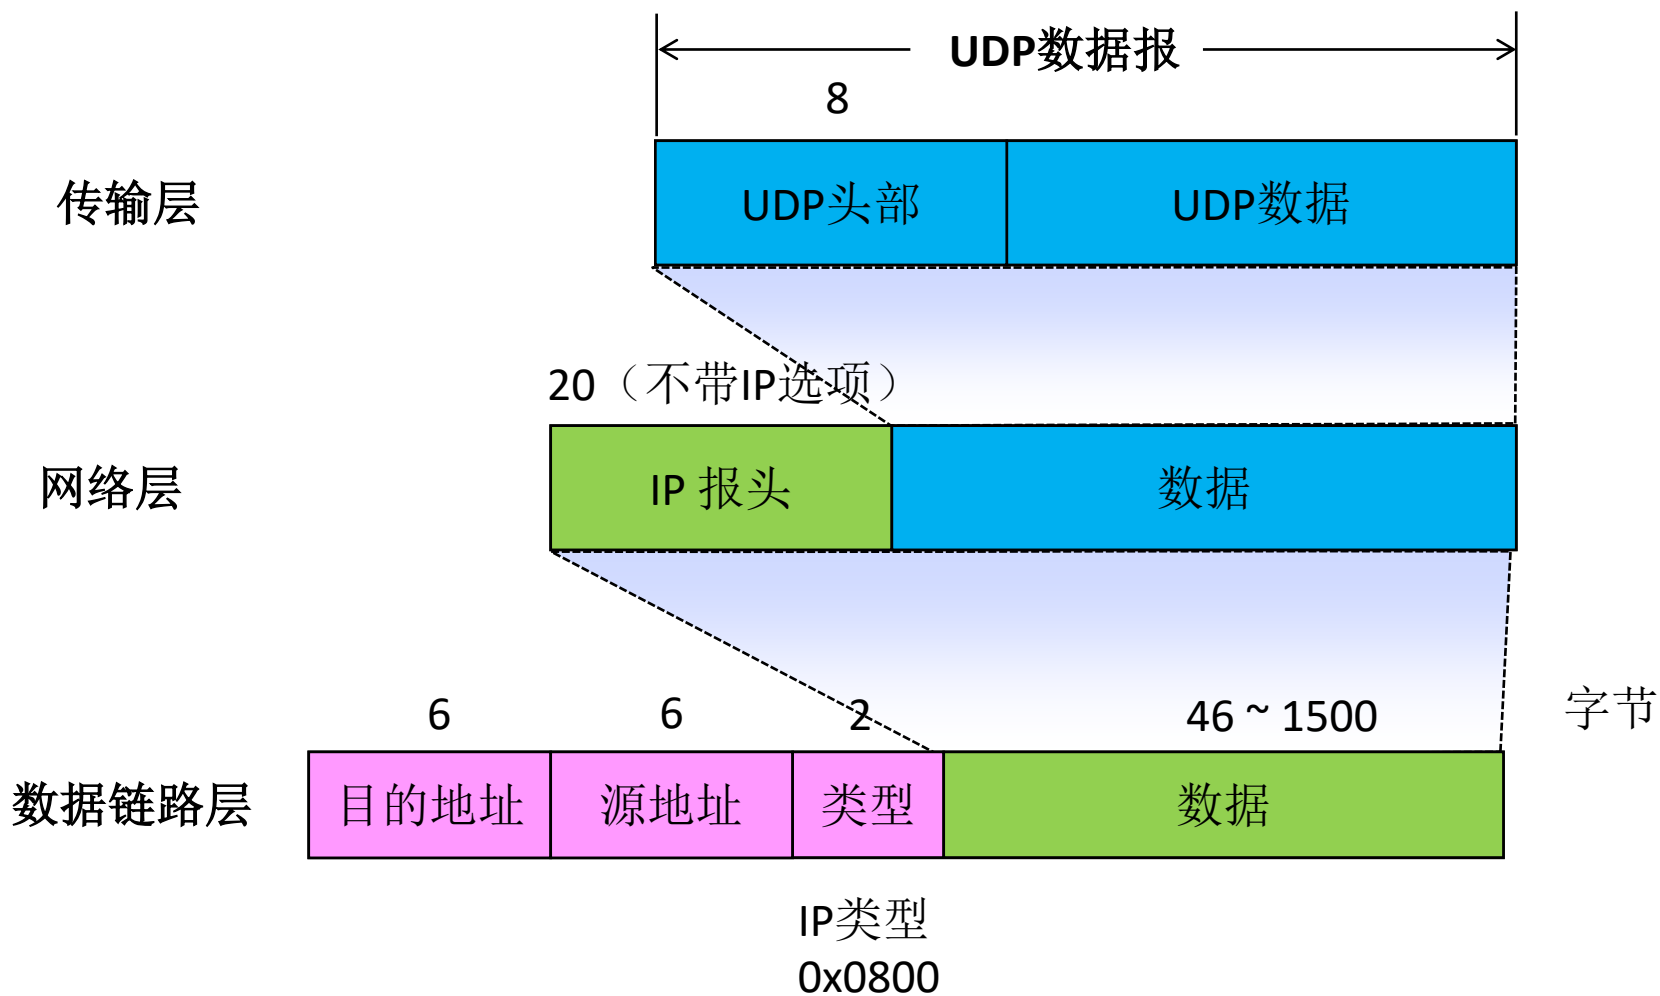 UDP数据报
8
传输层
UDP头部
UDP数据
20（不带IP选项）
网络层
IP 报头
数据
6
6
2
46 ~ 1500
字节
数据链路层
目的地址
源地址
类型
数据
IP类型
0x0800